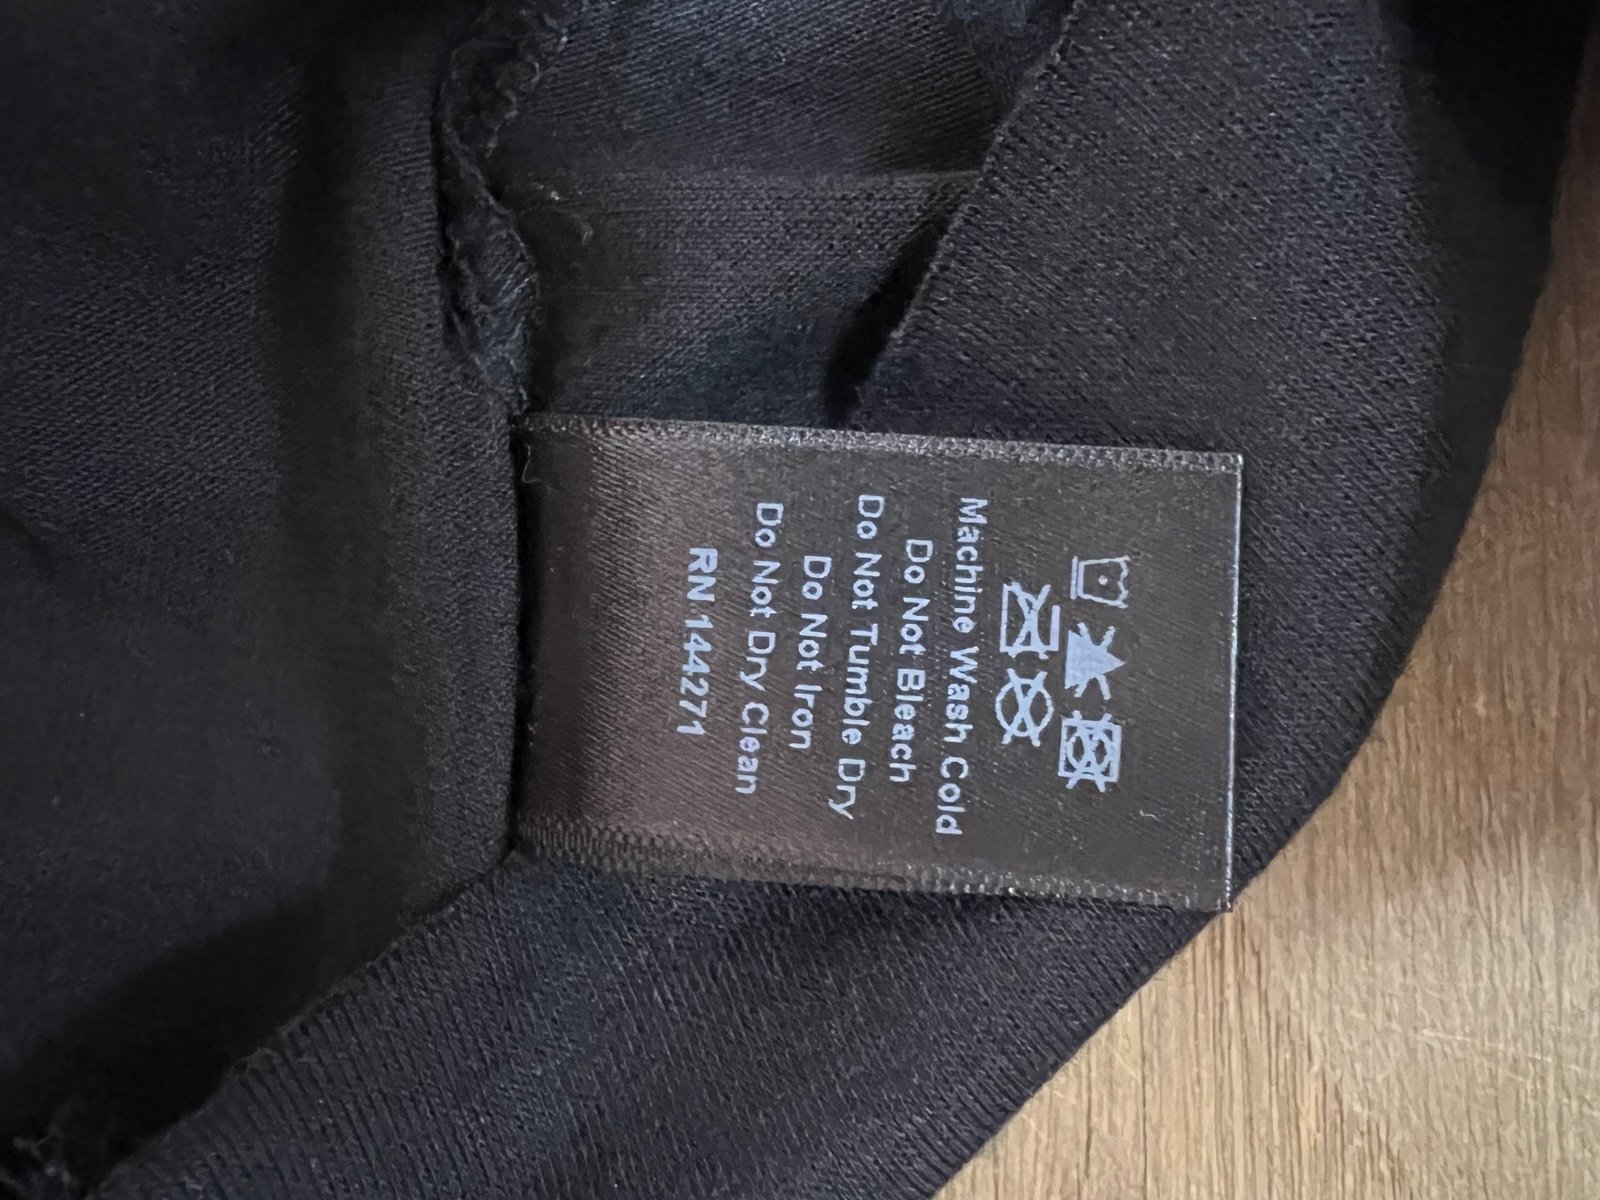 Machine Wash Cold
Do Not Bleach
Do Not Tumble Dry
Do Not Iron
Do Not Dry Clean
RN 144271